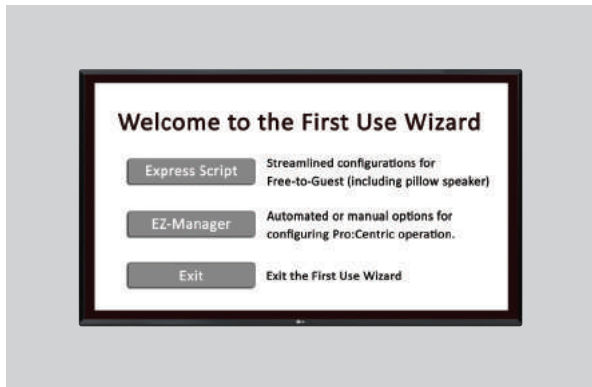 Welcome to the First Use Wizard
Express Script
Streamlined configurations for
Free-to-Guest (including pillow speaker)
EZ-Manager
Automated or manual options for
configuring Pro:Centric operation.
Exit
Exit the First Use Wizard